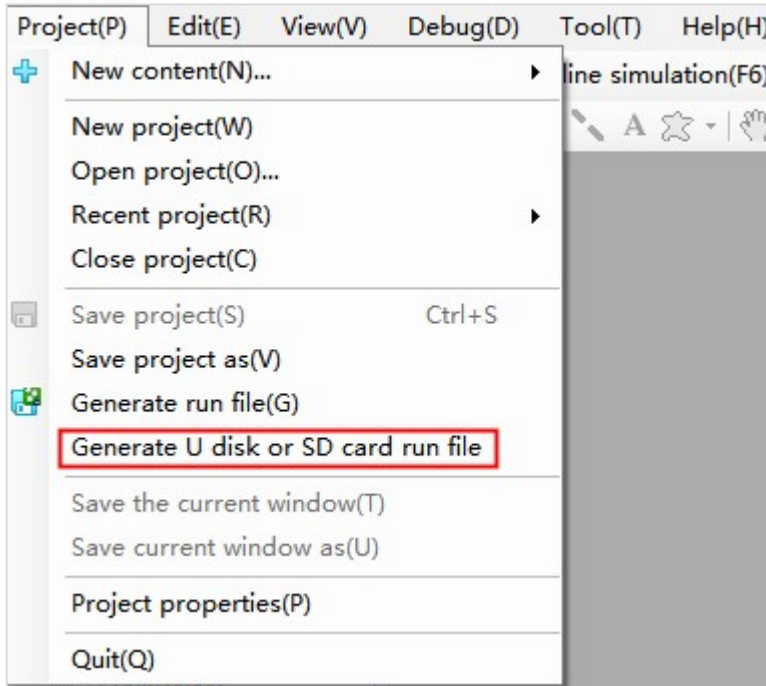 Project(P) Edit(E) View(V) Debug(D) Tool(T) Help(H)
New content(N)... line simulation(F6)
New project(W) A
Open project(O)...
Recent project(R)
Close project(C)
Save project(S) Ctrl+S
Save project as(V)
Generate run file(G)
Generate U disk or SD card run file
Save the current window(T)
Save current window as(U)
Project properties(P)
Quit(Q)